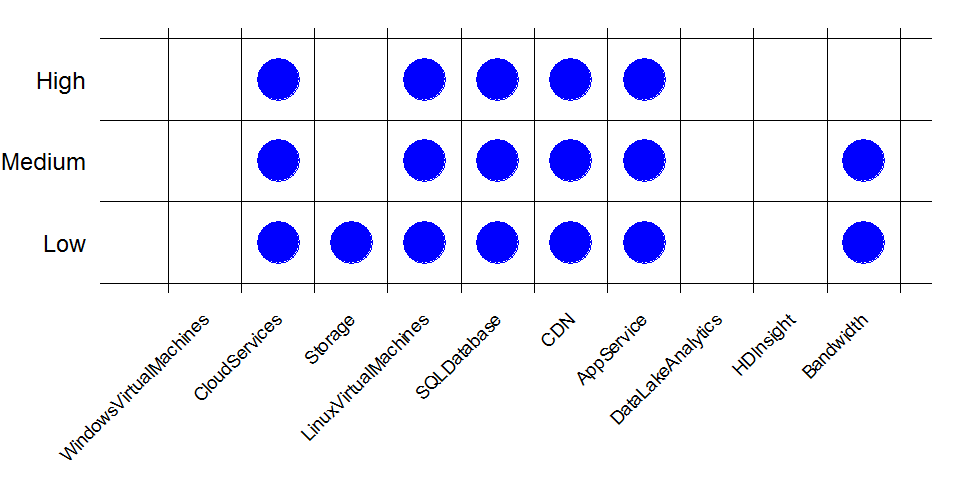 High
Medium
Low
WindowsVirtualMachines
CloudServices
Storage
LinuxVirtualMachines
SQLDatabase
CDN
AppService
DataLakeAnalytics
HDInsight
Bandwidth